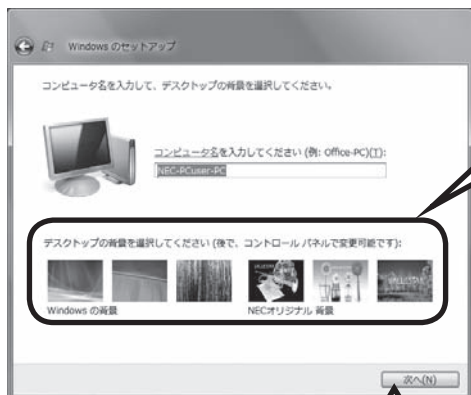 Windows のセットアップ
コンピュータ名を入力して、デスクトップの背景を選択してください。
コンピュータ名を入力してください (例: Office-PC)(T):
NEC-PCuser-PC
デスクトップの背景を選択してください (後で、コントロール パネルで変更可能です):
Windows の背景
NECオリジナル 背景
次へ(N)